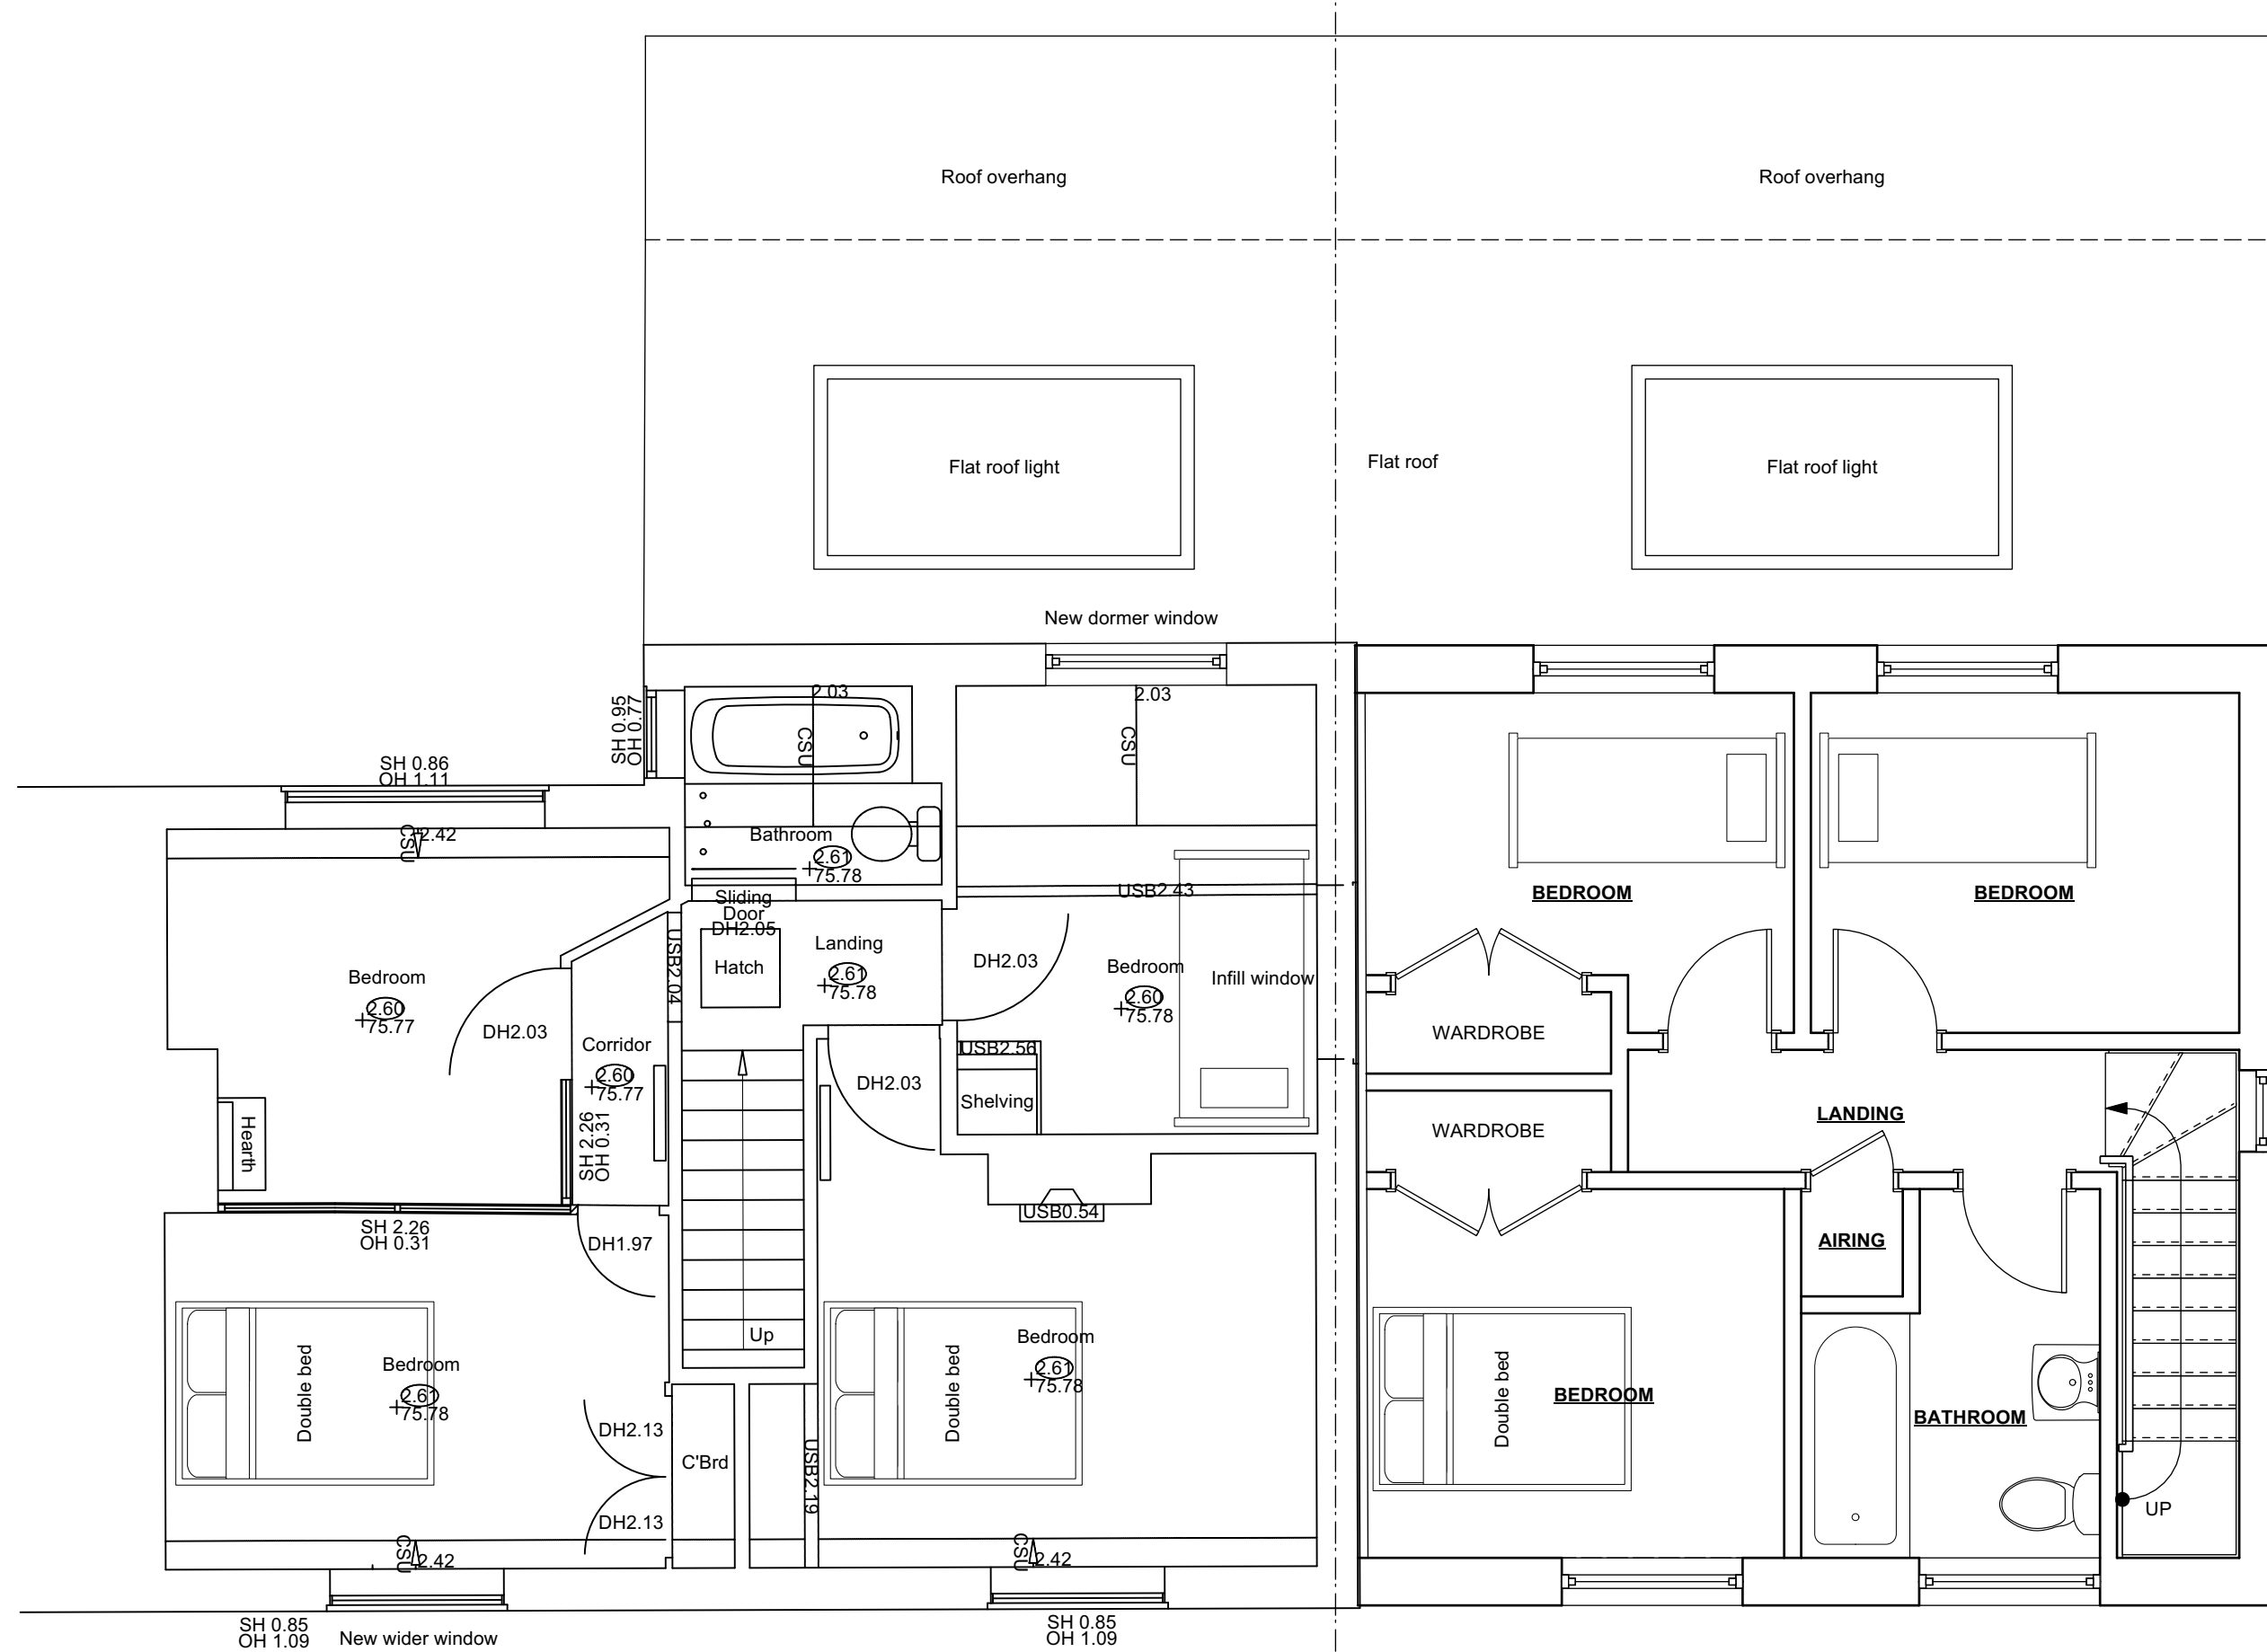 Roof overhang
Roof overhang
Flat roof light
Flat roof
Flat roof light
New dormer window
SH 0.95
OH 0.77
2.03
CSU
2.03
CSU
SH 0.86
OH 1.11
CSU
2.42
Bathroom
2.61
75.78
Sliding
Door
DH2.05
USB2.43
BEDROOM
BEDROOM
Landing
2.61
75.78
Hatch
USB2.04
DH2.03
Bedroom
2.60
75.78
Infill window
Bedroom
2.60
75.77
DH2.03
Corridor
2.60
75.77
SH 2.26
OH 0.31
USB2.56
Shelving
DH2.03
WARDROBE
WARDROBE
LANDING
Hearth
SH 2.26
OH 0.31
DH1.97
USB0.54
AIRING
Up
Double bed
Bedroom
2.61
75.78
Double bed
Bedroom
2.61
75.78
Double bed
BEDROOM
BATHROOM
DH2.13
C'Brd
USB2.19
DH2.13
UP
CSU
2.42
CSU
2.42
SH 0.85
OH 1.09
New wider window
SH 0.85
OH 1.09